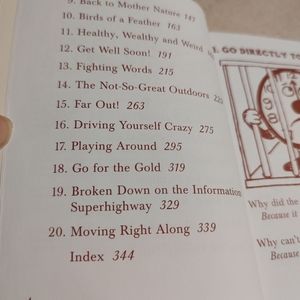 9. Back to Mother Nature 147
10. Birds of a Feather 163
11. Healthy, Wealthy and Weird
12. Get Well Soon! 191
13. Fighting Words 215
14. The Not-So-Great Outdoors
15. Far Out! 263
16. Driving Yourself Crazy 275
17. Playing Around 295
18. Go for the Gold 319
19. Broken Down on the Information
Superhighway 329
20. Moving Right Along 339
Index 344
GO DIRECTLY TO
Why did the
Because it
Why can't
Because